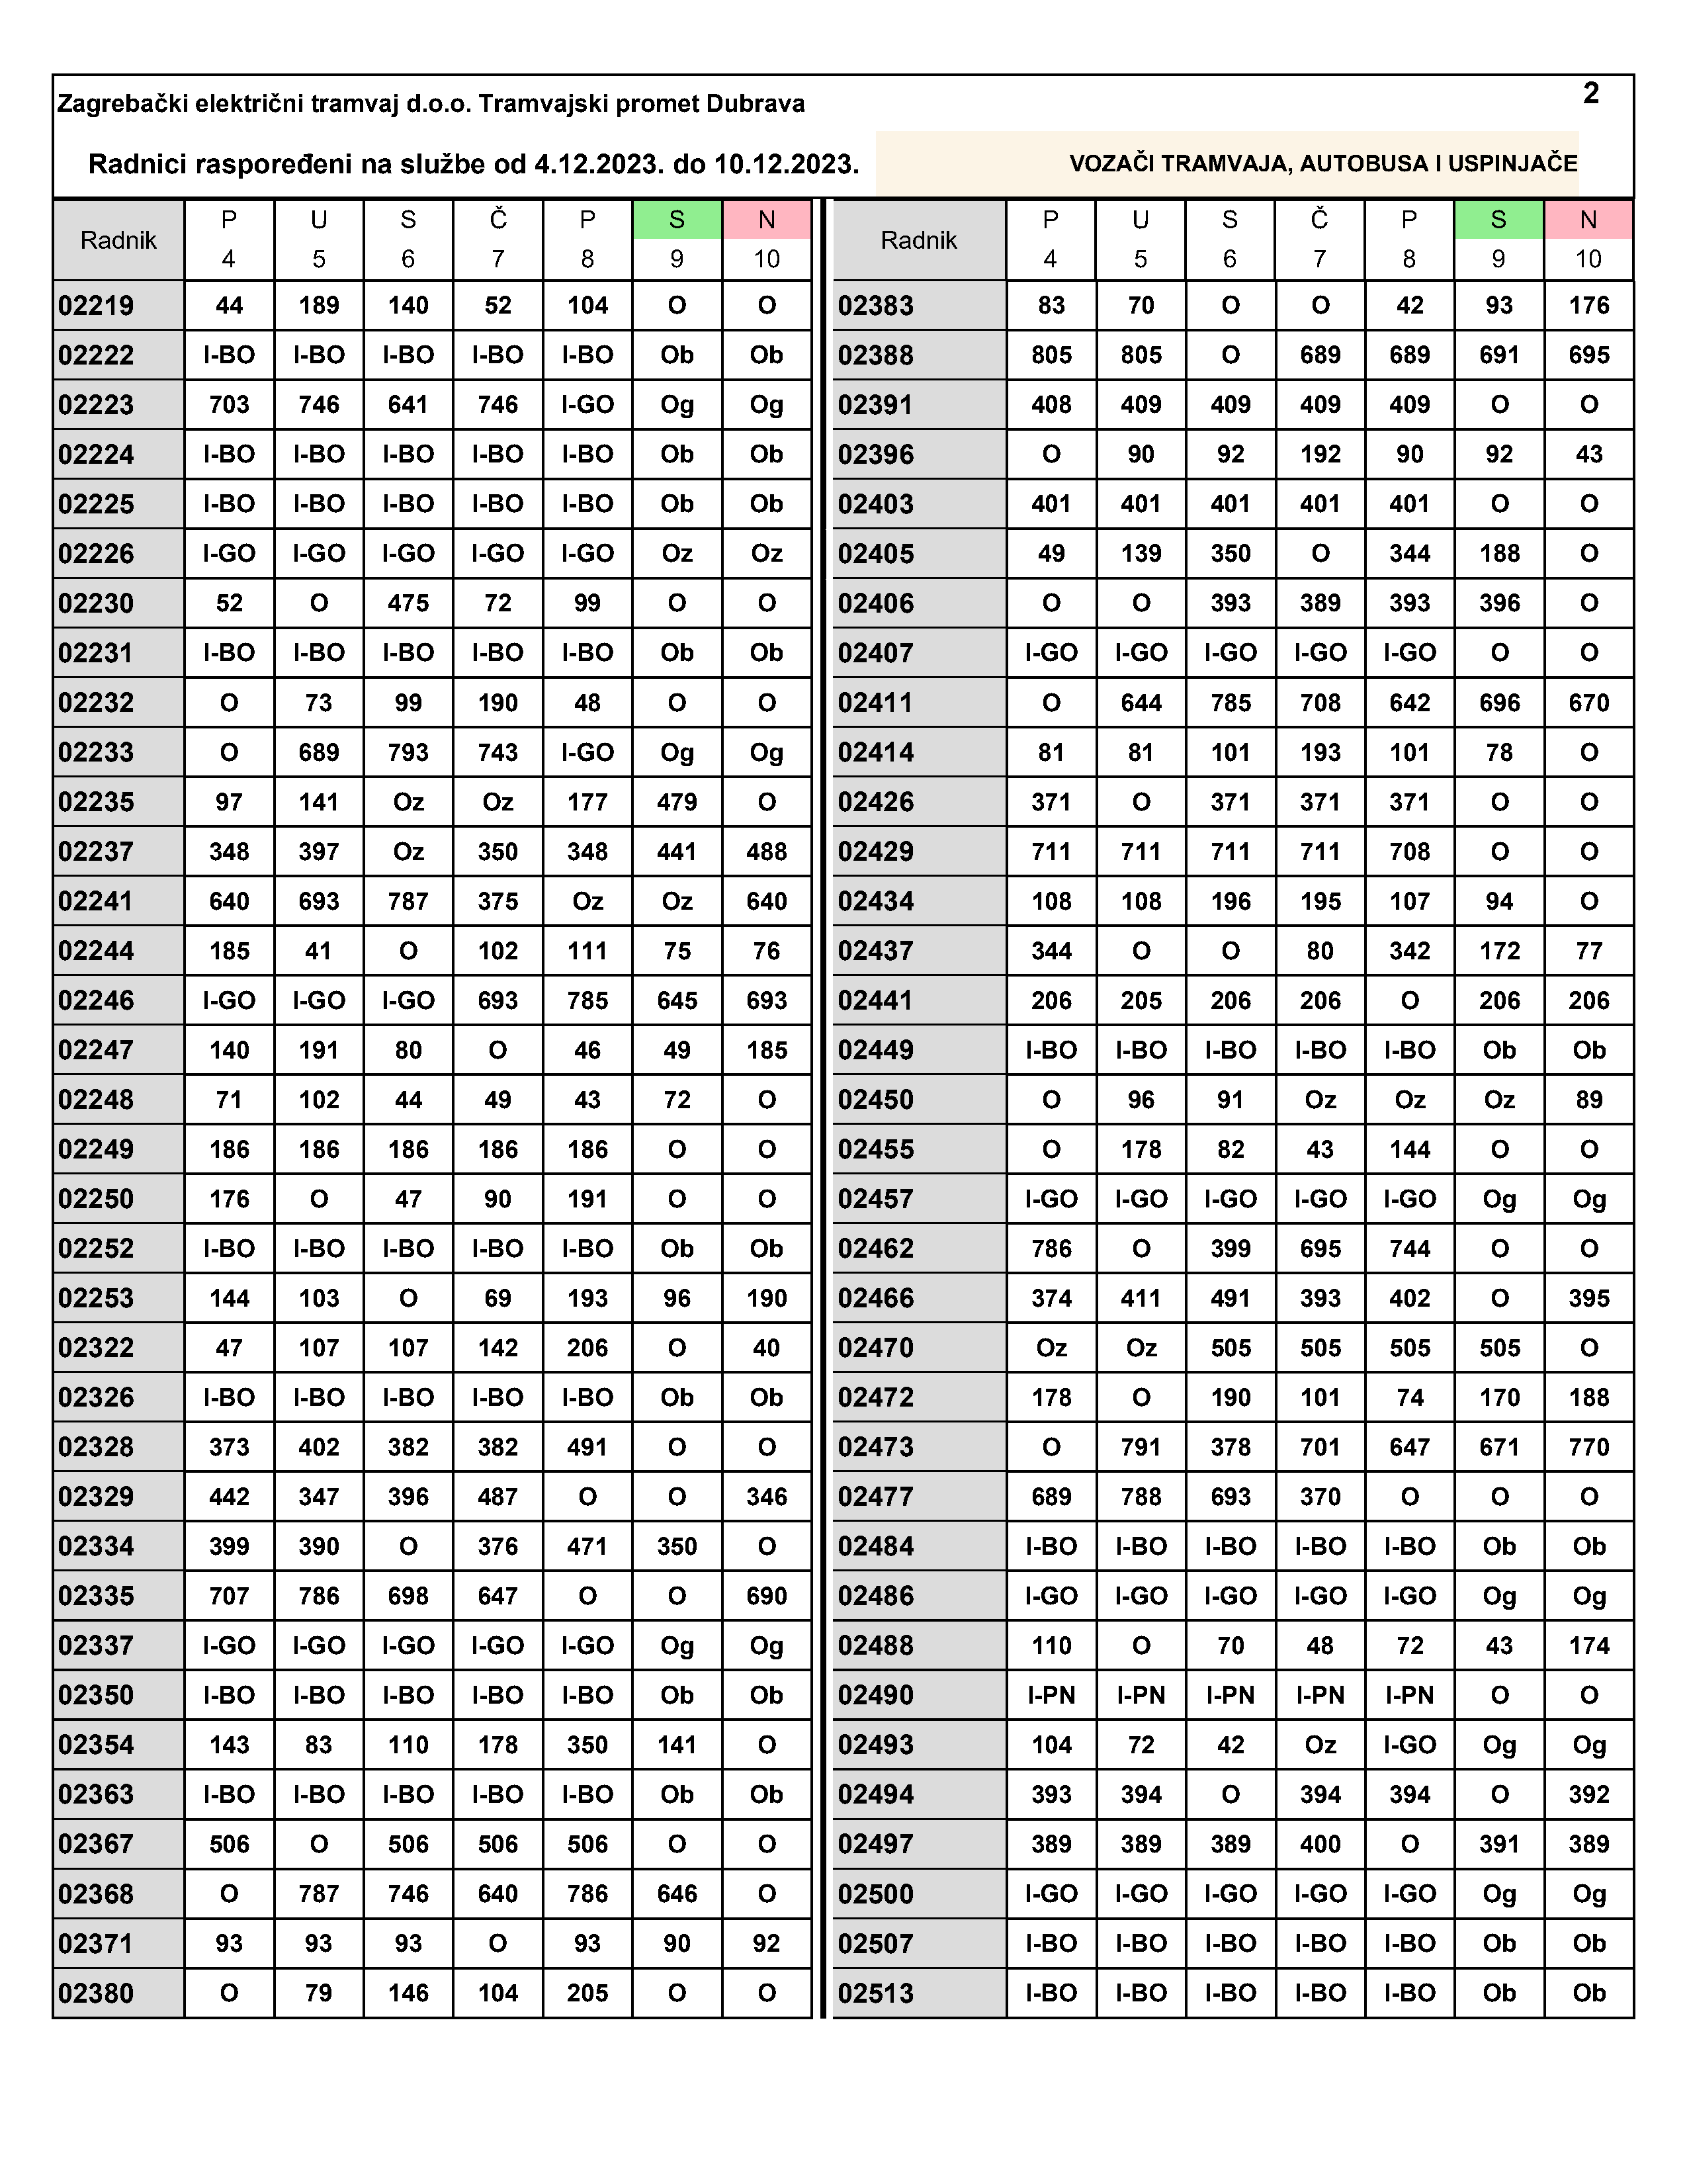 2
Zagrebački električni tramvaj d.o.o. Tramvajski promet Dubrava
Radnici raspoređeni na službe od 4.12.2023. do 10.12.2023. VOZAČI TRAMVAJA, AUTOBUSA I USPINJAČE
Radnik P U S Č P S N Radnik P U S Č P S N
4 5 6 7 8 9 10 4 5 6 7 8 9 10
02219 44 189 140 52 104 O O 02383 83 70 O O 42 93 176
02222 I-BO I-BO I-BO I-BO I-BO Ob Ob 02388 805 805 O 689 689 691 695
02223 703 746 641 746 I-GO Og Og 02391 408 409 409 409 409 O O
02224 I-BO I-BO I-BO I-BO I-BO Ob Ob 02396 O 90 92 192 90 92 43
02225 I-BO I-BO I-BO I-BO I-BO Ob Ob 02403 401 401 401 401 401 O O
02226 I-GO I-GO I-GO I-GO I-GO Oz Oz 02405 49 139 350 O 344 188 O
02230 52 O 475 72 99 O O 02406 O O 393 389 393 396 O
02231 I-BO I-BO I-BO I-BO I-BO Ob Ob 02407 I-GO I-GO I-GO I-GO I-GO O O
02232 O 73 99 190 48 O O 02411 O 644 785 708 642 696 670
02233 O 689 793 743 I-GO Og Og 02414 81 81 101 193 101 78 O
02235 97 141 Oz Oz 177 479 O 02426 371 O 371 371 371 O O
02237 348 397 Oz 350 348 441 488 02429 711 711 711 711 708 O O
02241 640 693 787 375 Oz Oz 640 02434 108 108 196 195 107 94 O
02244 185 41 O 102 111 75 76 02437 344 O O 80 342 172 77
02246 I-GO I-GO I-GO 693 785 645 693 02441 206 205 206 206 O 206 206
02247 140 191 80 O 46 49 185 02449 I-BO I-BO I-BO I-BO I-BO Ob Ob
02248 71 102 44 49 43 72 O 02450 O 96 91 Oz Oz Oz 89
02249 186 186 186 186 186 O O 02455 O 178 82 43 144 O O
02250 176 O 47 90 191 O O 02457 I-GO I-GO I-GO I-GO I-GO Og Og
02252 I-BO I-BO I-BO I-BO I-BO Ob Ob 02462 786 O 399 695 744 O O
02253 144 103 O 69 193 96 190 02466 374 411 491 393 402 O 395
02322 47 107 107 142 206 O 40 02470 Oz Oz 505 505 505 505 O
02326 I-BO I-BO I-BO I-BO I-BO Ob Ob 02472 178 O 190 101 74 170 188
02328 373 402 382 382 491 O O 02473 O 791 378 701 647 671 770
02329 442 347 396 487 O O 346 02477 689 788 693 370 O O O
02334 399 390 O 376 471 350 O 02484 I-BO I-BO I-BO I-BO I-BO Ob Ob
02335 707 786 698 647 O O 690 02486 I-GO I-GO I-GO I-GO I-GO Og Og
02337 I-GO I-GO I-GO I-GO I-GO Og Og 02488 110 O 70 48 72 43 174
02350 I-BO I-BO I-BO I-BO I-BO Ob Ob 02490 I-PN I-PN I-PN I-PN I-PN O O
02354 143 83 110 178 350 141 O 02493 104 72 42 Oz I-GO Og Og
02363 I-BO I-BO I-BO I-BO I-BO Ob Ob 02494 393 394 O 394 394 O 392
02367 506 O 506 506 506 O O 02497 389 389 389 400 O 391 389
02368 O 787 746 640 786 646 O 02500 I-GO I-GO I-GO I-GO I-GO Og Og
02371 93 93 93 O 93 90 92 02507 I-BO I-BO I-BO I-BO I-BO Ob Ob
02380 O 79 146 104 205 O O 02513 I-BO I-BO I-BO I-BO I-BO Ob Ob